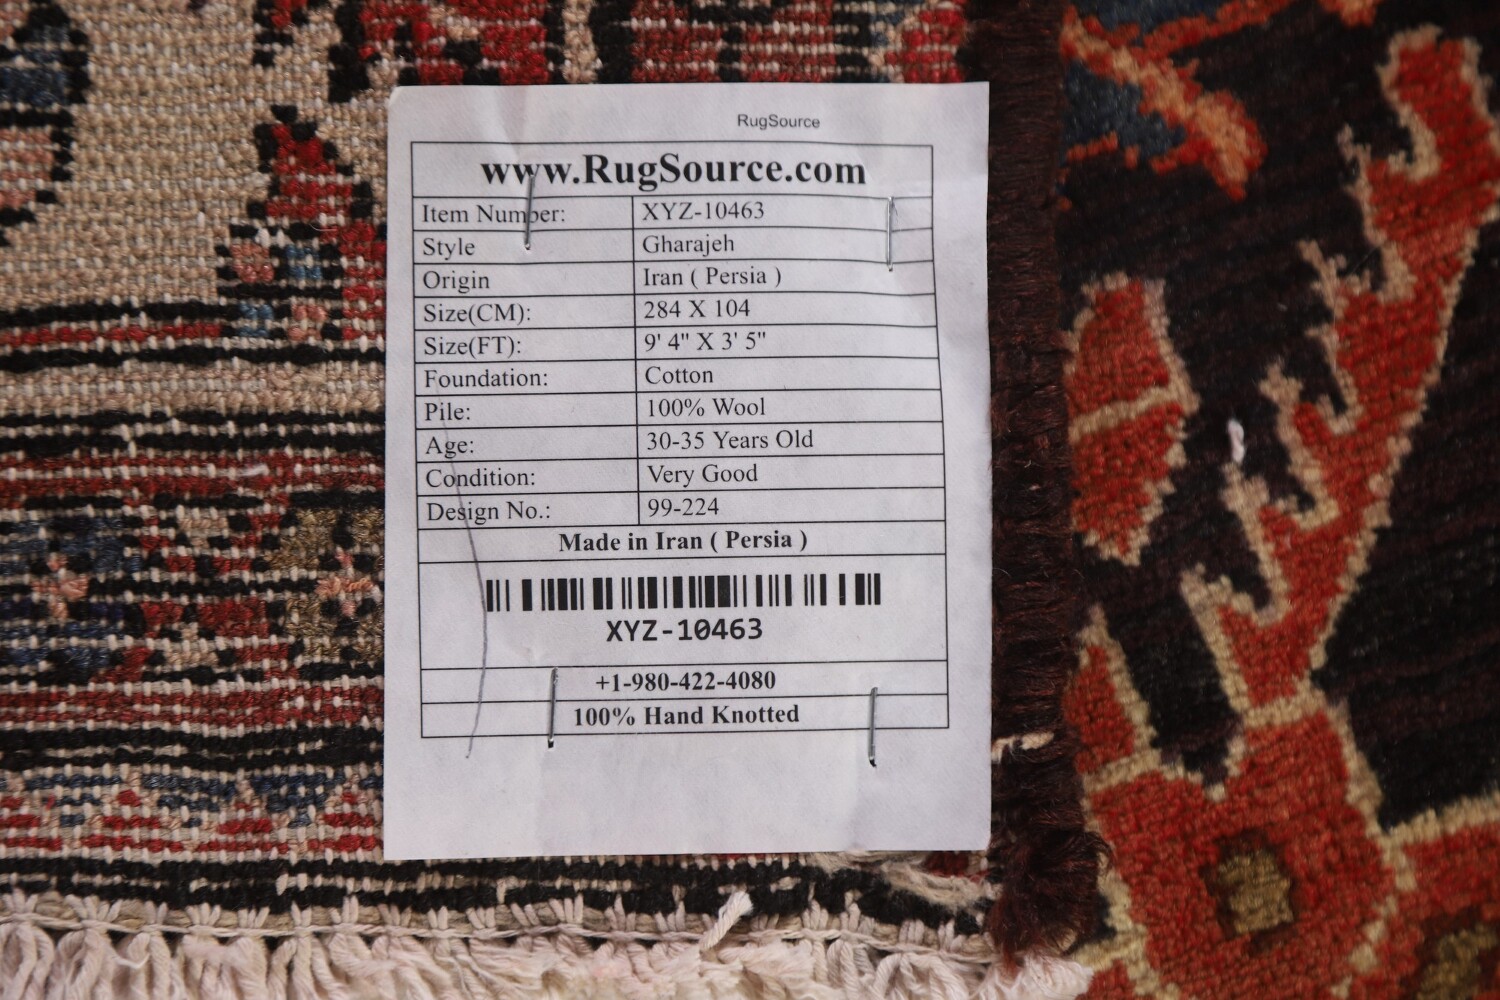 RugSource
www.RugSource.com
Item Number: XYZ-10463
Style Gharajeh
Origin Iran ( Persia )
Size(CM): 284 X 104
Size(FT): 9' 4" X 3' 5"
Foundation: Cotton
Pile: 100% Wool
Age: 30-35 Years Old
Condition: Very Good
Design No.: 99-224
Made in Iran ( Persia )
XYZ-10463
+1-980-422-4080
100% Hand Knotted